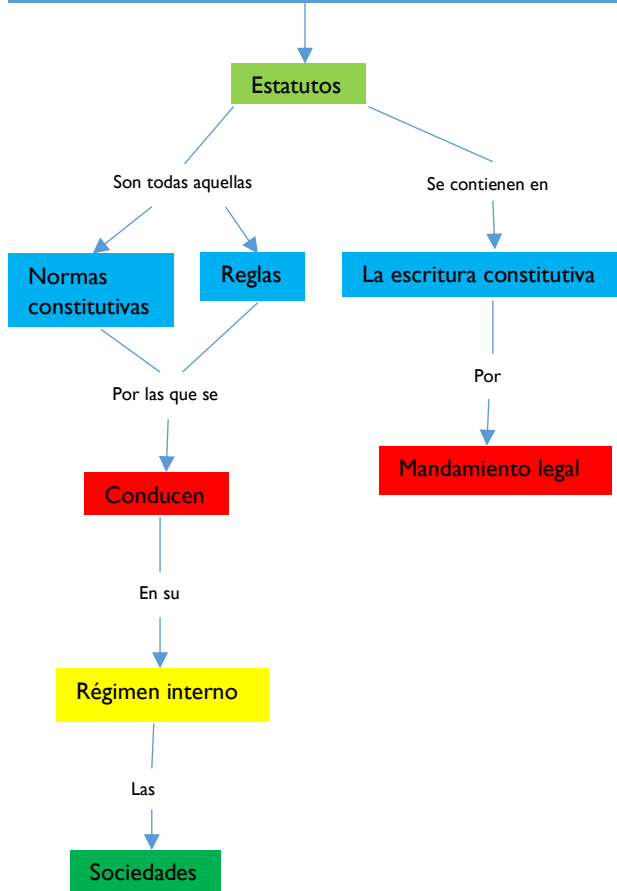 Estatutos
Son todas aquellas
Se contienen en
Normas
constitutivas
Reglas
La escritura constitutiva
Por las que se
Por
Conducen
Mandamiento legal
En su
Régimen interno
Las
Sociedades